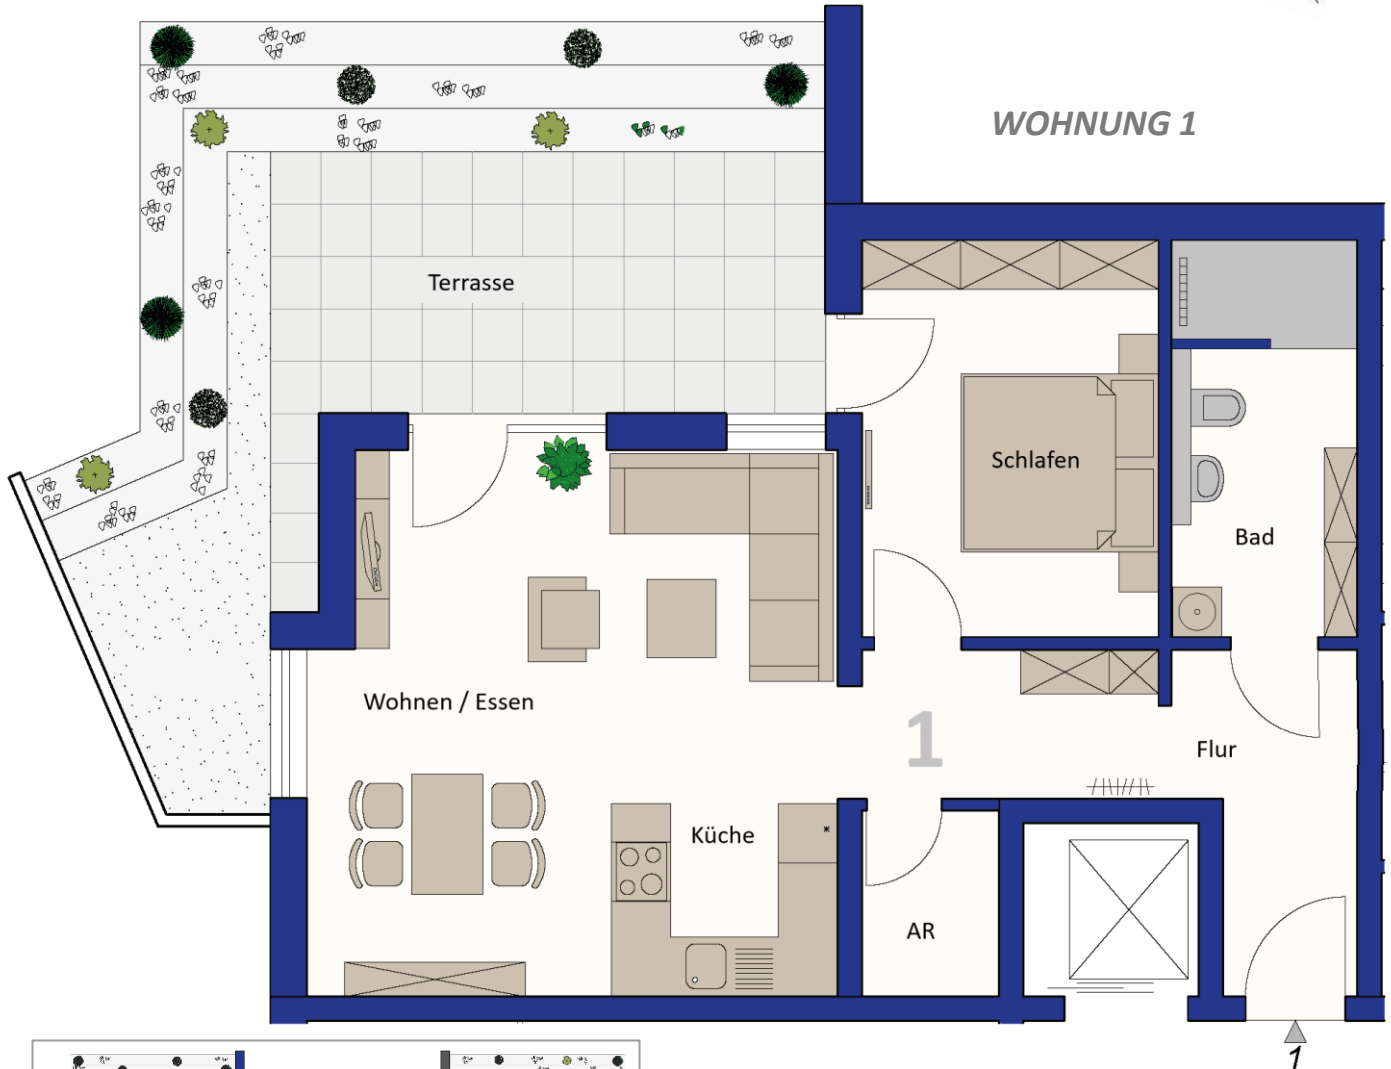 WOHNUNG 1
Terrasse
Schlafen
Bad
Wohnen / Essen
1
Flur
Küche
AR
1